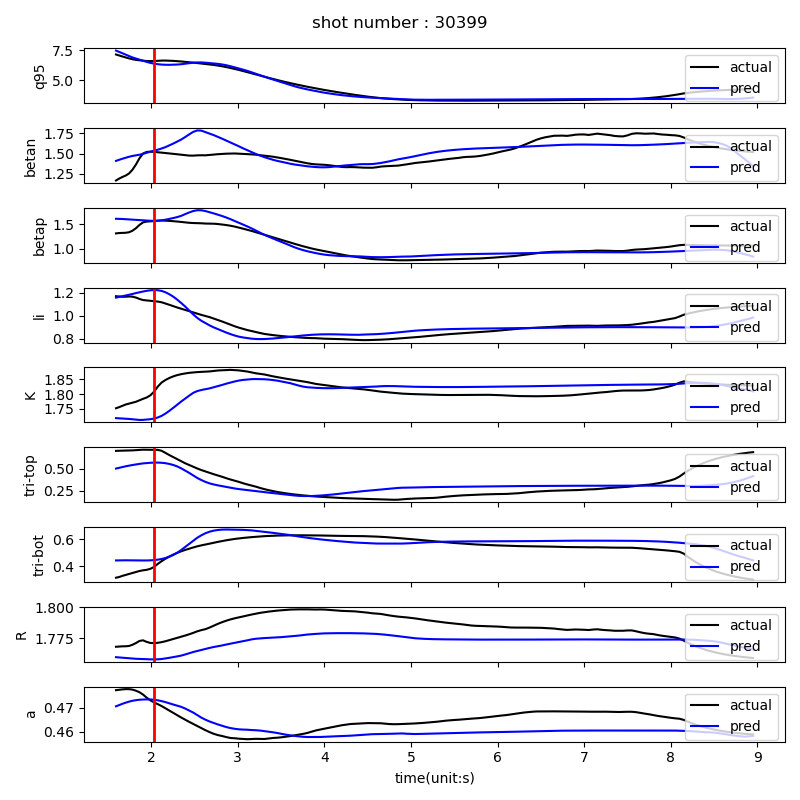 shot number : 30399
7.5
5.0
q95
actual
pred
1.75
1.50
1.25
betan
actual
pred
1.5
1.0
betap
actual
pred
1.2
1.0
0.8
li
actual
pred
1.85
1.80
1.75
K
actual
pred
0.50
0.25
tri-top
actual
pred
0.6
0.4
tri-bot
actual
pred
1.800
1.775
R
actual
pred
0.47
0.46
a
actual
pred
2 3 4 5 6 7 8 9
time(unit:s)